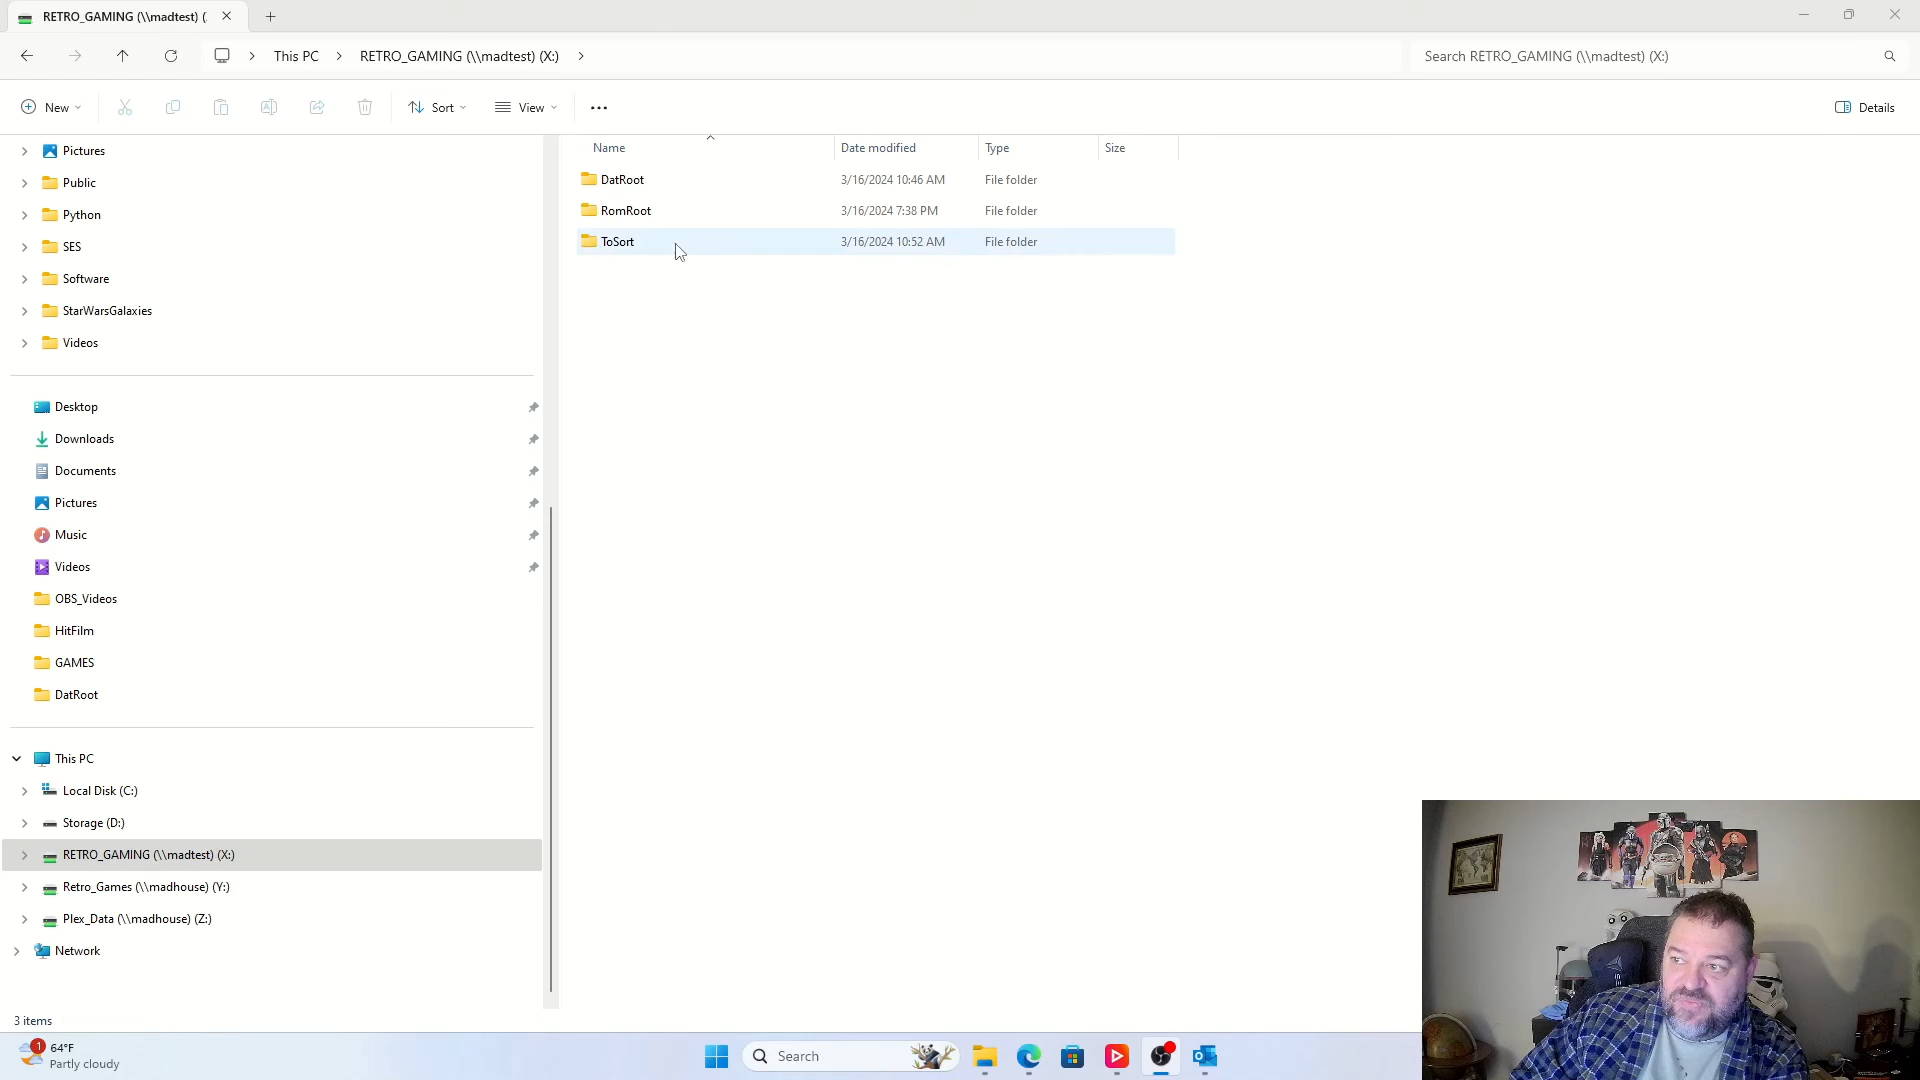 RETRO_GAMING (\\madtest) (
This PC
RETRO_GAMING (\\madtest) (X:)
Search RETRO_GAMING (\\madtest) (X:)
New
Sort
View
Details
Name
Date modified
Type
Size
DatRoot 3/16/2024 10:46 AM File folder
RomRoot 3/16/2024 7:38 PM File folder
ToSort 3/16/2024 10:52 AM File folder
Pictures
Public
Python
SES
Software
StarWarsGalaxies
Videos
Desktop
Downloads
Documents
Pictures
Music
Videos
OBS_Videos
HitFilm
GAMES
DatRoot
This PC
Local Disk (C:)
Storage (D:)
RETRO_GAMING (\\madtest) (X:)
Retro_Games (\\madhouse) (Y:)
Plex_Data (\\madhouse) (Z:)
Network
3 items
1
64°F
Partly cloudy
Search